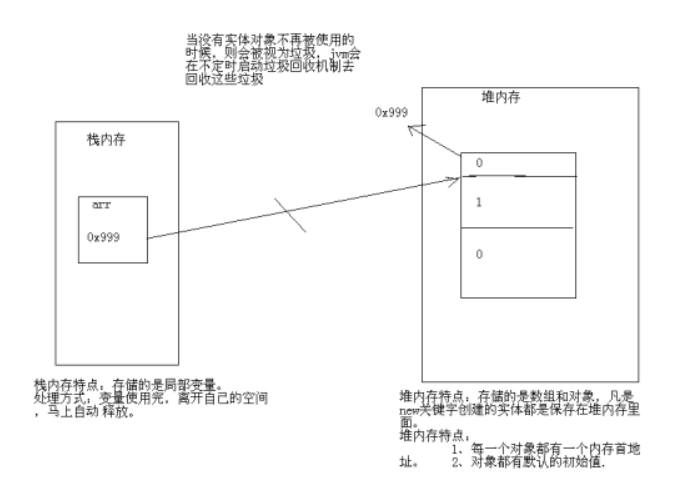 当没有实体对象不再被使用的
时候，则会被视为垃圾，jvm会
在不定时启动垃圾回收机制去
回收这些垃圾
堆内存
0x999
栈内存
0
arr
1
0x999
0
栈内存特点：存储的是局部变量。
处理方式：变量使用完，离开自己的空间
，马上自动释放。
堆内存特点：存储的是数组和对象，凡是
new关键字创建的实体都是保存在堆内存里
面。
堆内存特点：
1、每一个对象都有一个内存首地
址。 2、对象都有默认的初始值.